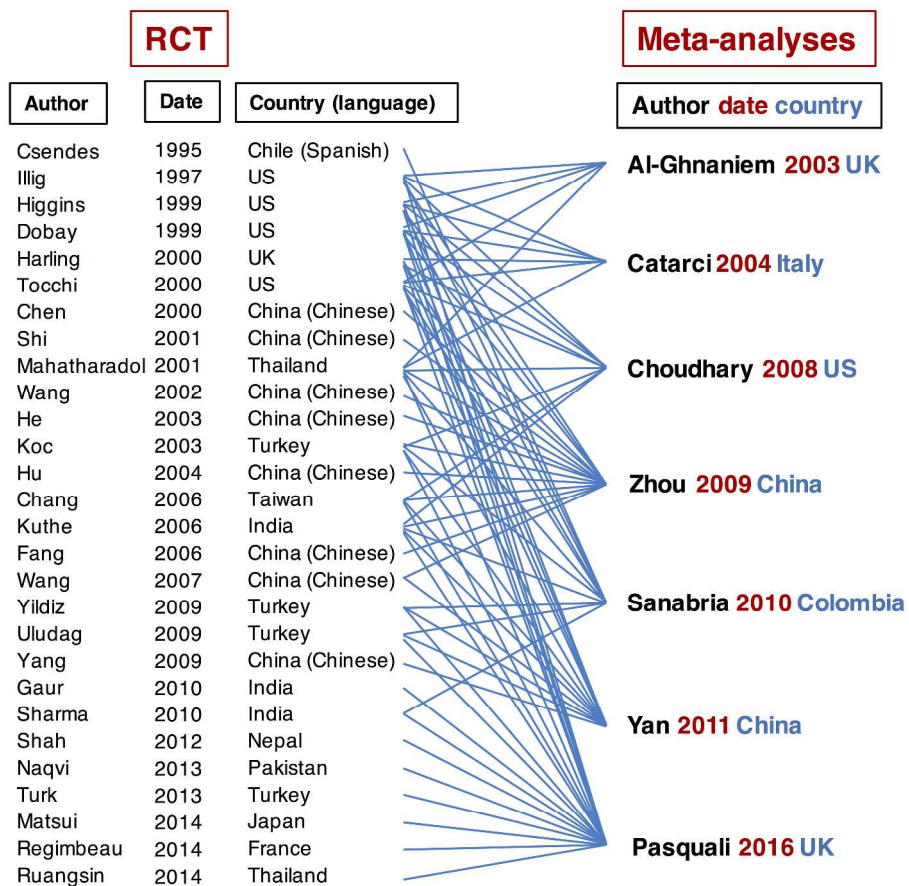 RCT
Meta-analyses
Author Date Country (language)
Author date country
Csendes 1995 Chile (Spanish)
Illig 1997 US
Higgins 1999 US
Dobay 1999 US
Harling 2000 UK
Tocchi 2000 US
Chen 2000 China (Chinese)
Shi 2001 China (Chinese)
Mahatharadol 2001 Thailand
Wang 2002 China (Chinese)
He 2003 China (Chinese)
Koc 2003 Turkey
Hu 2004 China (Chinese)
Chang 2006 Taiwan
Kuthe 2006 India
Fang 2006 China (Chinese)
Wang 2007 China (Chinese)
Yildiz 2009 Turkey
Uludag 2009 Turkey
Yang 2009 China (Chinese)
Gaur 2010 India
Sharma 2010 India
Shah 2012 Nepal
Naqvi 2013 Pakistan
Turk 2013 Turkey
Matsui 2014 Japan
Regimbeau 2014 France
Ruangsin 2014 Thailand
Al-Ghnaniem 2003 UK
Catarci 2004 Italy
Choudhary 2008 US
Zhou 2009 China
Sanabria 2010 Colombia
Yan 2011 China
Pasquali 2016 UK